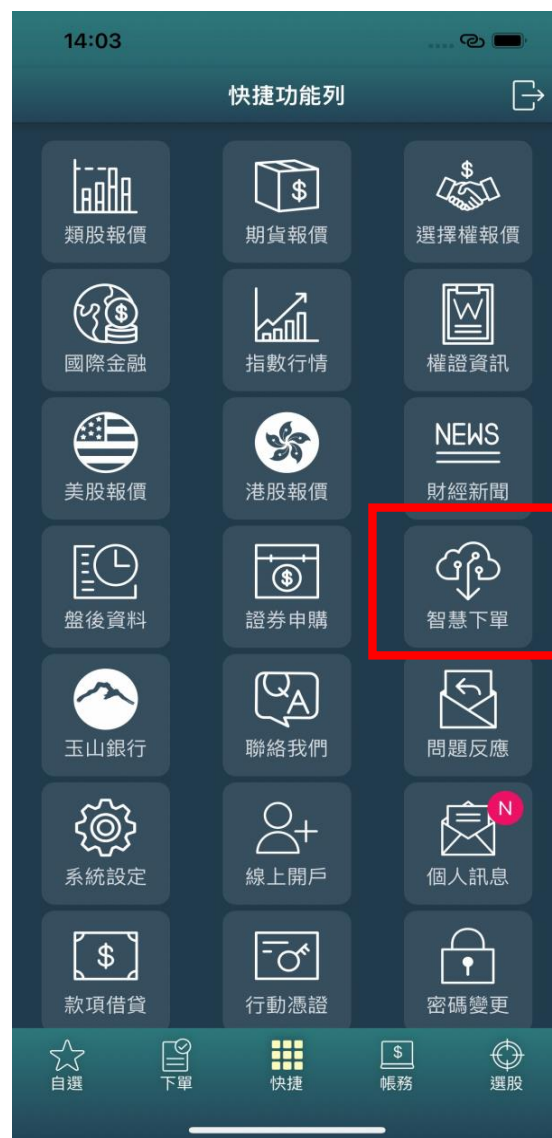 14:03
快捷功能列
類股報價
期貨報價
$
$
選擇權報價
$
國際金融
指數行情
W
權證資訊
美股報價
港股報價
NEWS
財經新聞
盤後資料
$
證券申購
智慧下單
玉山銀行
QA
聯絡我們
問題反應
系統設定
線上開戶
N
個人訊息
$
款項借貸
行動憑證
密碼變更
自選
下單
快捷
$
帳務
選股